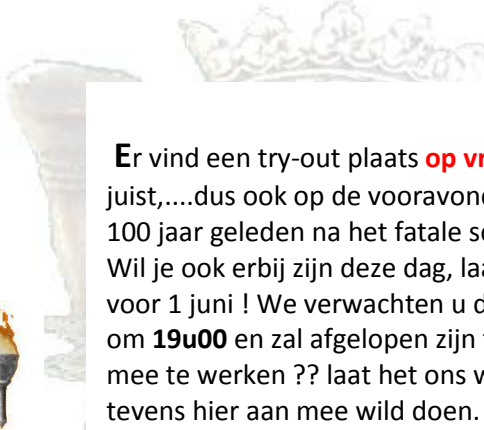 Er vind een try-out plaats op
juist,....dus ook op de vooravond
100 jaar geleden na het fatale
Wil je ook erbij zijn deze dag,
voor 1 juni ! We verwachten u
om 19u00 en zal afgelopen zijn
mee te werken ?? laat het ons
tevens hier aan mee wild doen.